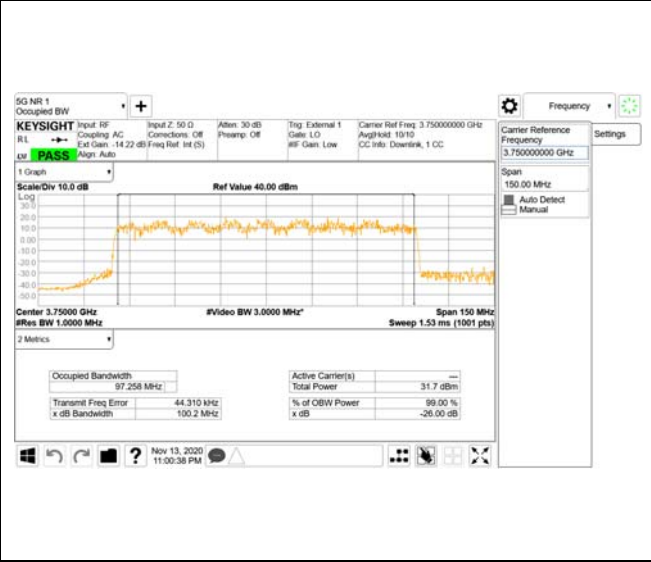 5G NR 1
Occupied BW
+
Frequency
KEYSIGHT
R L
PASS
Input: RF
Coupling: AC
Ext Gain: -14.22 dB
Align: Auto
Input Z: 50 Ω
Corrections: Off
Freq Ref: Int (S)
Atten: 30 dB
Preamp: Off
Trig: External 1
Gate: LO
#IF Gain: Low
Carrier Ref Freq: 3.750000000 GHz
Avg|Hold: 10/10
CC Info: Downlink, 1 CC
Carrier Reference
Frequency
3.750000000 GHz
Settings
Span
150.00 MHz
Auto Detect
Manual
1 Graph
Scale/Div 10.0 dB
Ref Value 40.00 dBm
Log
30.0
20.0
10.0
0.00
-10.0
-20.0
-30.0
-40.0
-50.0
Center 3.75000 GHz
#Video BW 3.0000 MHz*
Span 150 MHz
#Res BW 1.0000 MHz
Sweep 1.53 ms (1001 pts)
2 Metrics
Occupied Bandwidth
97.258 MHz
Transmit Freq Error 44.310 kHz
x dB Bandwidth 100.2 MHz
Active Carrier(s) —
Total Power 31.7 dBm
% of OBW Power 99.00 %
x dB -26.00 dB
?
Nov 13, 2020
11:00:38 PM